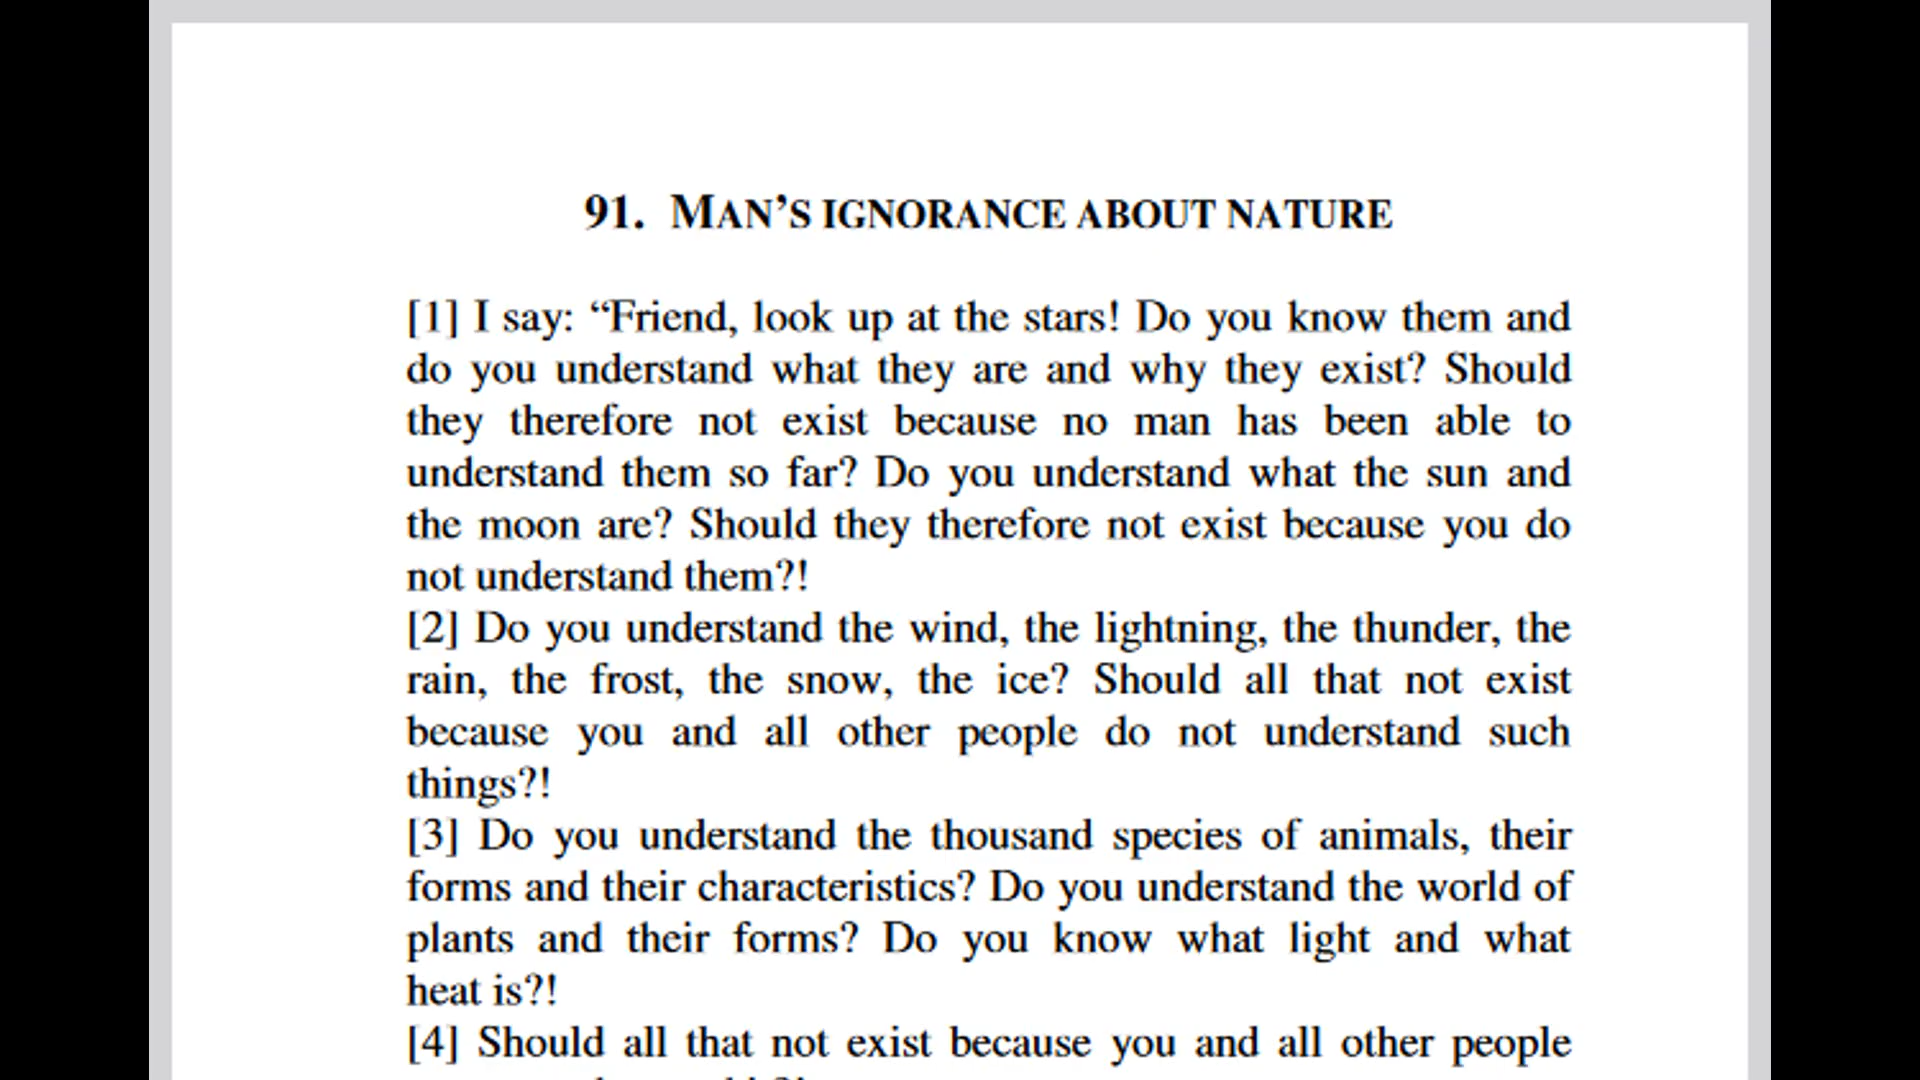 91. MAN’S IGNORANCE ABOUT NATURE
[1] I say: “Friend, look up at the stars! Do you know them and
do you understand what they are and why they exist? Should
they therefore not exist because no man has been able to
understand them so far? Do you understand what the sun and
the moon are? Should they therefore not exist because you do
not understand them?!
[2] Do you understand the wind, the lightning, the thunder, the
rain, the frost, the snow, the ice? Should all that not exist
because you and all other people do not understand such
things?!
[3] Do you understand the thousand species of animals, their
forms and their characteristics? Do you understand the world of
plants and their forms? Do you know what light and what
heat is?!
[4] Should all that not exist because you and all other people